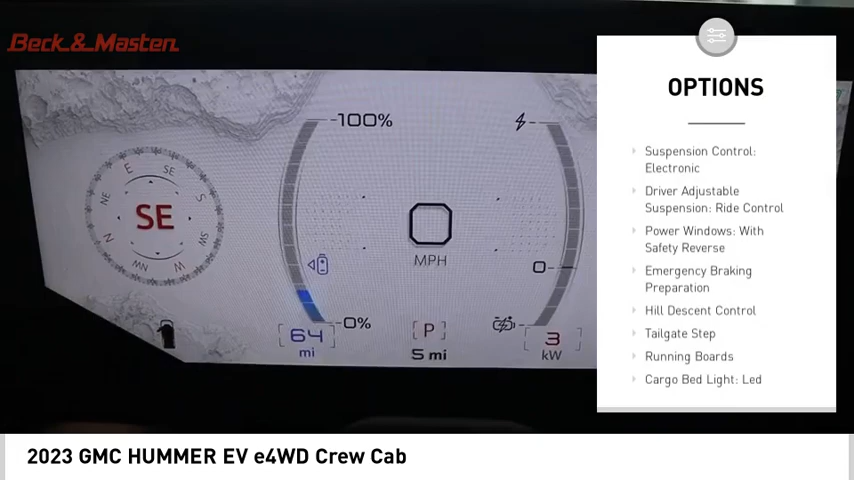 Beck & Masten
OPTIONS
Suspension Control:
Electronic
Driver Adjustable
Suspension: Ride Control
Power Windows: With
Safety Reverse
Emergency Braking
Preparation
Hill Descent Control
Tailgate Step
Running Boards
Cargo Bed Light: Led
100%
E
SE
NE
S
SE
N
SW
NW
W
MPH
0
0%
64
mi
P
5 mi
3
kW
2023 GMC HUMMER EV e4WD Crew Cab